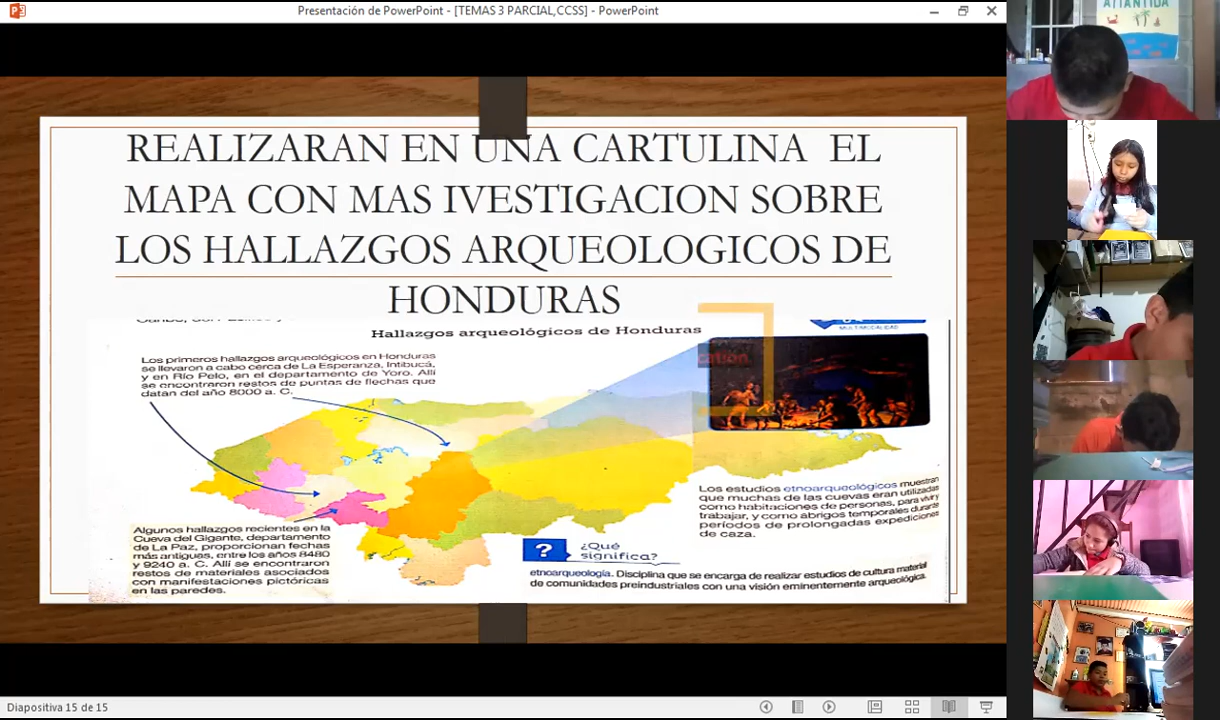 Presentación de PowerPoint - [TEMAS 3 PARCIAL,CCSS] - PowerPoint
ATLANTIDA
REALIZARAN EN UNA CARTULINA EL
MAPA CON MAS IVESTIGACION SOBRE
LOS HALLAZGOS ARQUEOLOGICOS DE
HONDURAS
Hallazgos arqueológicos de Honduras
MULTIMODALIDAD
Los primeros hallazgos arqueológicos en Honduras
se llevaron a cabo cerca de La Esperanza, Intibucá,
y en Río Pelo, en el departamento de Yoro. Allí
se encontraron restos de puntas de flechas que
datan del año 8000 a. C.
Los estudios etnoarqueológicos muestran
que muchas de las cuevas eran utilizadas
como habitaciones de personas, para vivir y
trabajar, y como abrigos temporales durante
períodos de prolongadas expediciones
de caza.
Algunos hallazgos recientes en la
Cueva del Gigante, departamento
de La Paz, proporcionan fechas
más antiguas, entre los años 8480
y 9240 a. C. Allí se encontraron
restos de materiales asociados
con manifestaciones pictóricas
en las paredes.
?
¿Qué
significa?
etnoarqueología. Disciplina que se encarga de realizar estudios de cultura material
de comunidades preindustriales con una visión eminentemente arqueológica.
Diapositiva 15 de 15